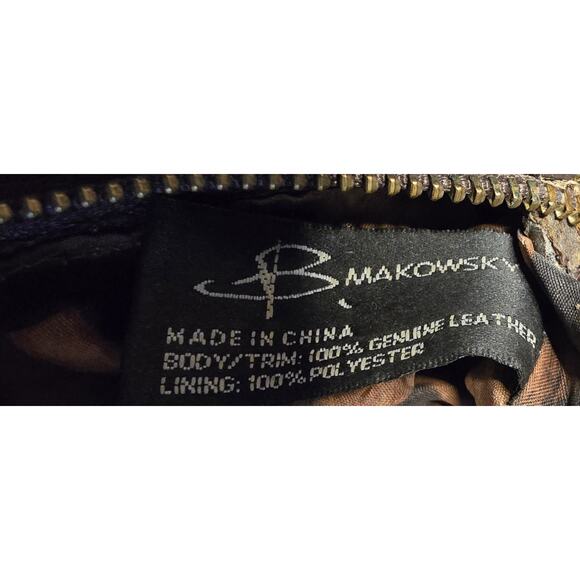 B MAKOWSKY
MADE IN CHINA
BODY/TRIM: 100% GENUINE LEATHER
LINING: 100% POLYESTER